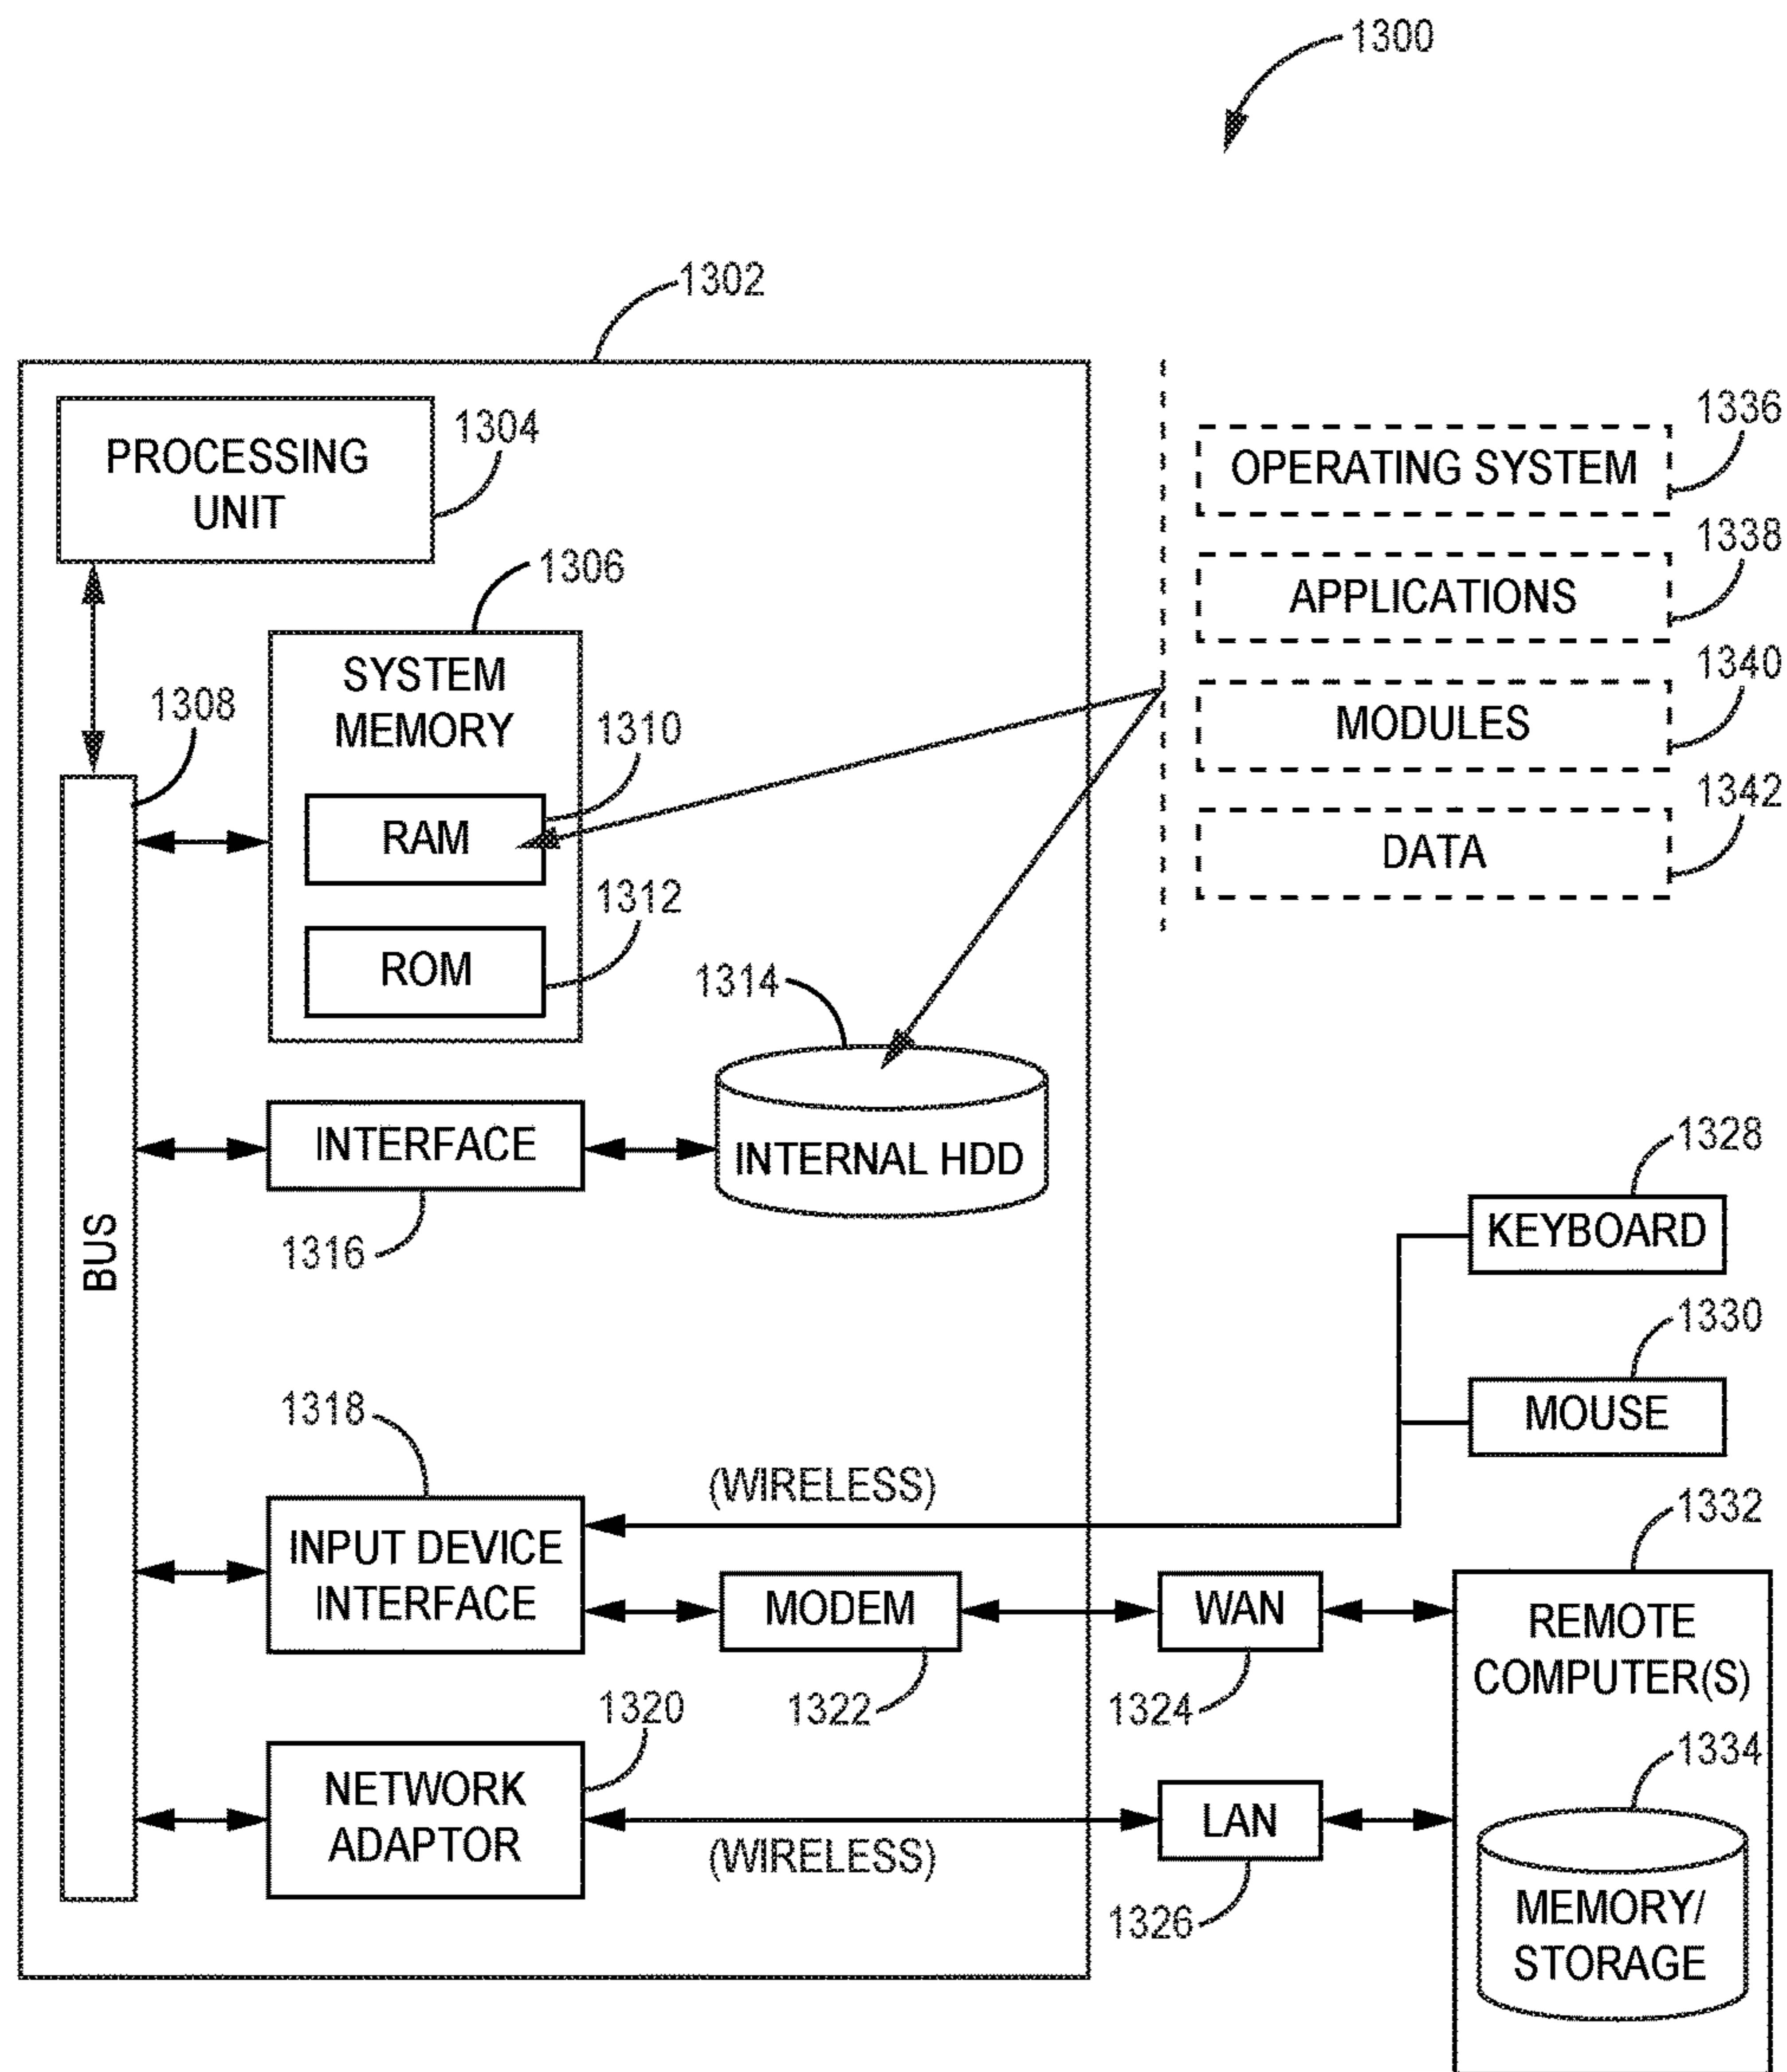 1300
1302
PROCESSING
UNIT
1304
1306
SYSTEM
MEMORY
1308
1310
RAM
1312
ROM
1314
INTERNAL HDD
INTERFACE
1316
BUS
1318
INPUT DEVICE
INTERFACE
(WIRELESS)
MODEM
1322
1320
NETWORK
ADAPTOR
(WIRELESS)
1336
OPERATING SYSTEM
1338
APPLICATIONS
1340
MODULES
1342
DATA
1328
KEYBOARD
1330
MOUSE
WAN
1324
LAN
1326
1332
REMOTE
COMPUTER(S)
1334
MEMORY/
STORAGE